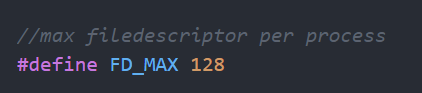 //max filedescriptor per process
#define FD_MAX 128